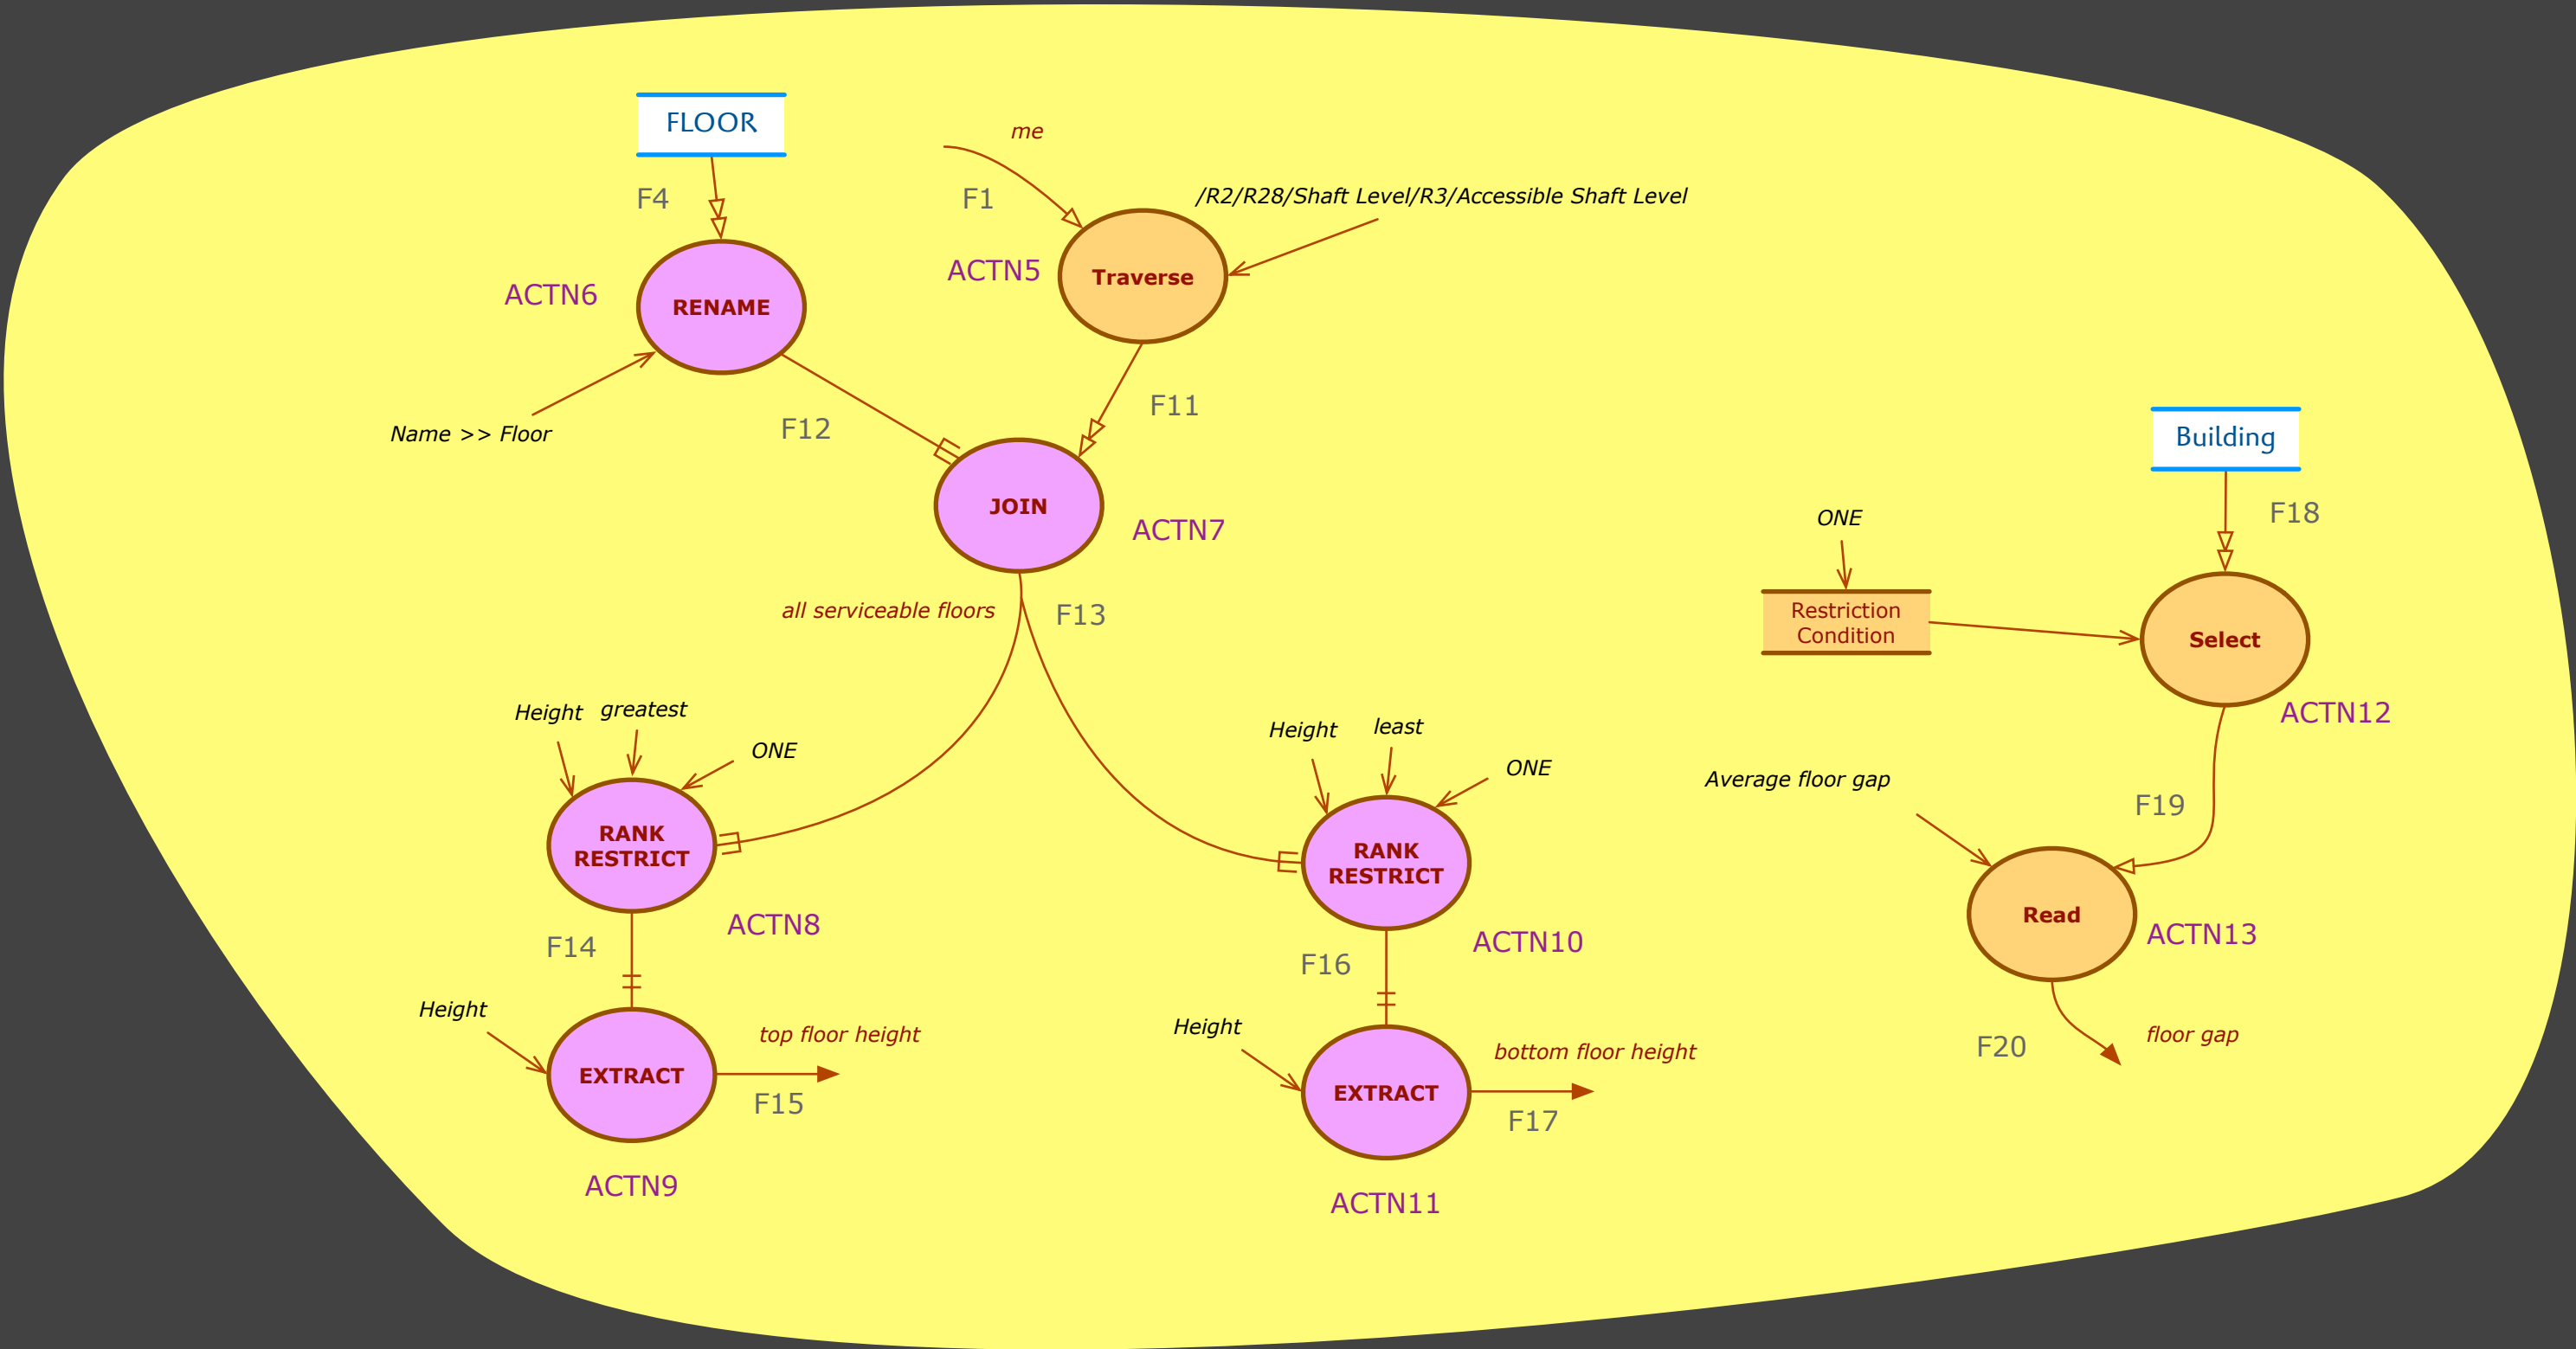 FLOOR
me
F4
F1
/R2/R28/Shaft Level/R3/Accessible Shaft Level
ACTN5
Traverse
ACTN6
RENAME
F11
Name >> Floor
F12
Building
JOIN
ACTN7
F18
ONE
all serviceable floors
F13
Restriction
Condition
Select
ACTN12
Height
greatest
ONE
Height
least
ONE
Average floor gap
F19
RANK
RESTRICT
RANK
RESTRICT
ACTN8
F14
ACTN10
F16
Read
ACTN13
Height
top floor height
Height
bottom floor height
F20
floor gap
EXTRACT
F15
EXTRACT
F17
ACTN9
ACTN11